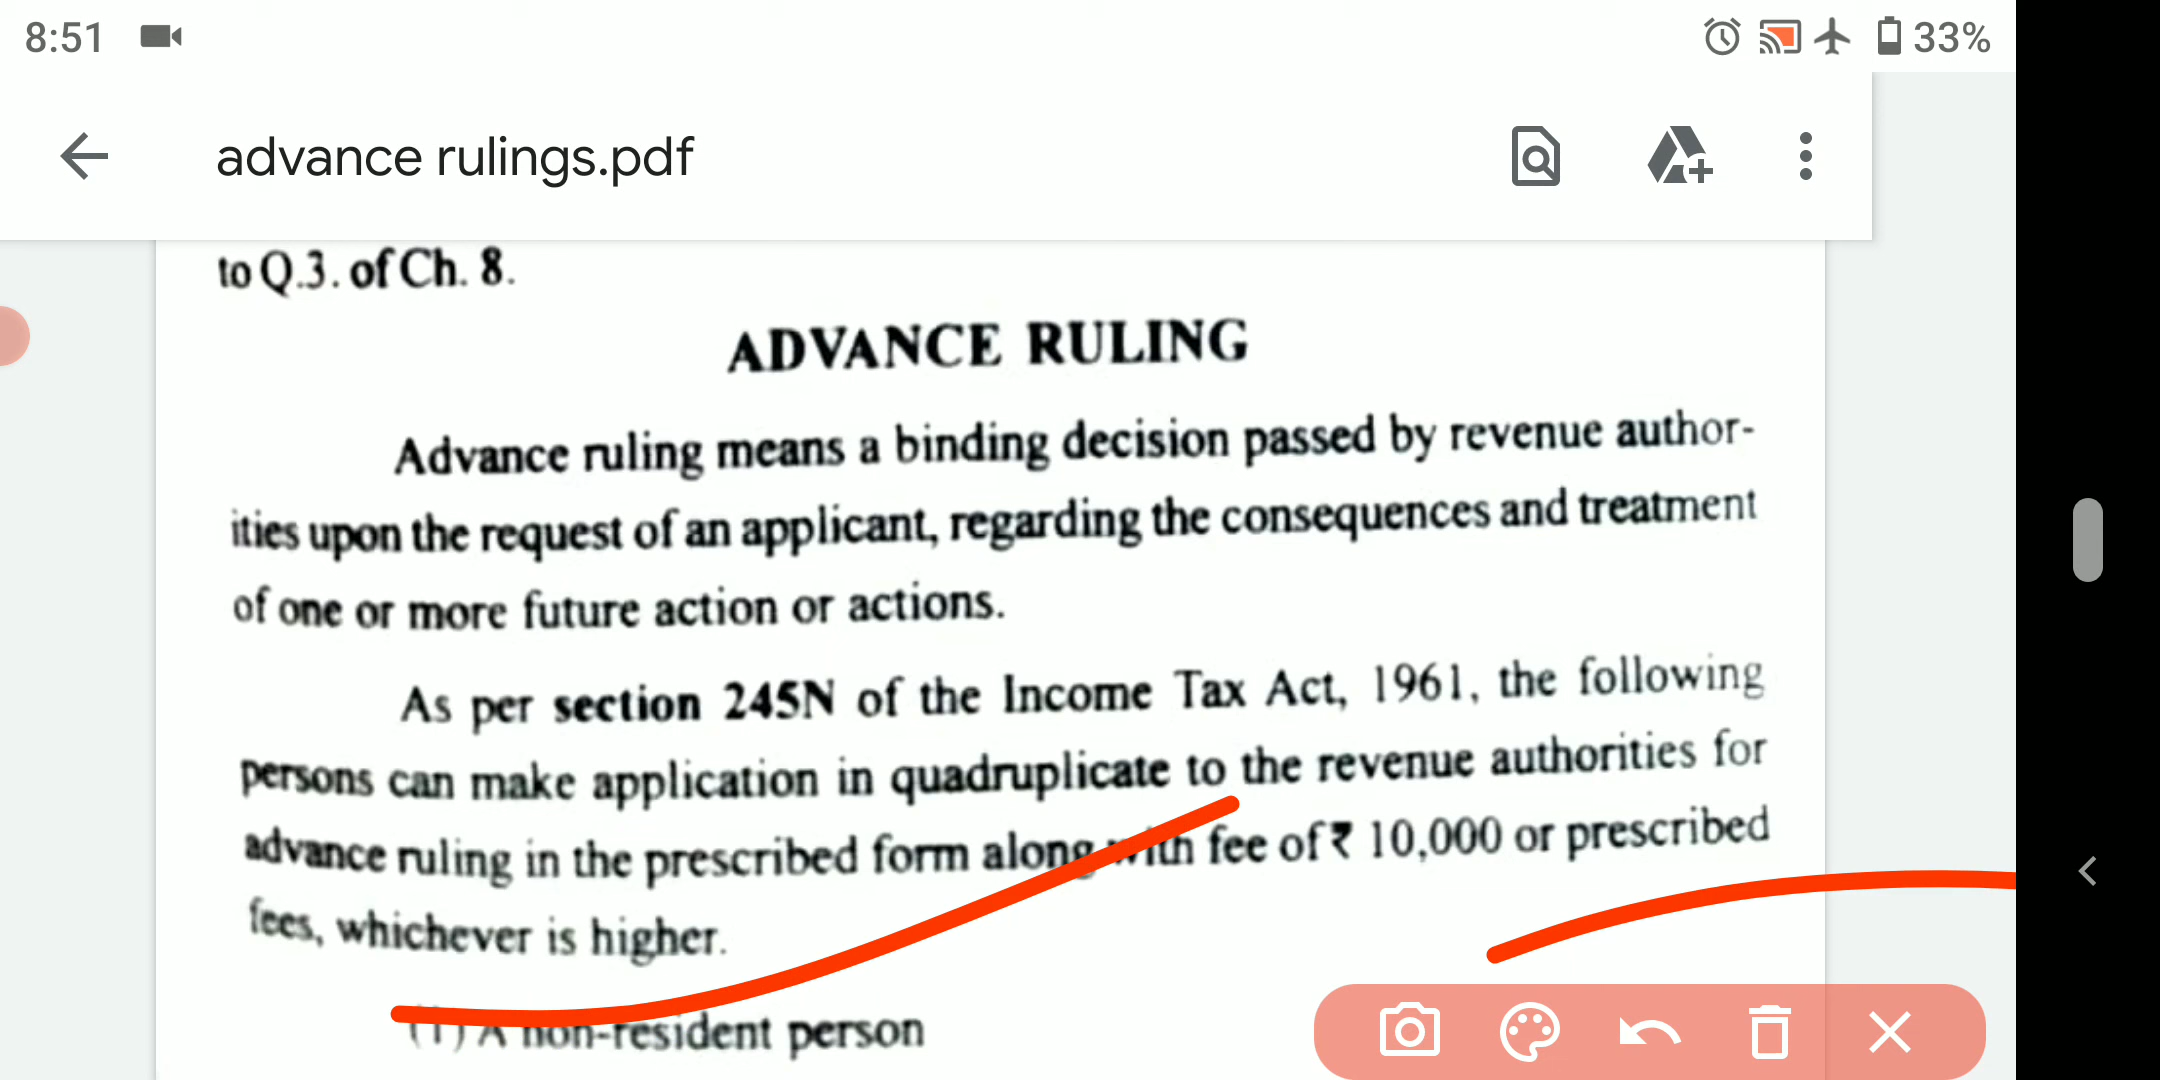 8:51
33%
advance rulings.pdf
to Q.3. of Ch. 8.
ADVANCE RULING
Advance ruling means a binding decision passed by revenue author-
ities upon the request of an applicant, regarding the consequences and treatment
of one or more future action or actions.
As per section 245N of the Income Tax Act, 1961, the following
persons can make application in quadruplicate to the revenue authorities for
advance ruling in the prescribed form along with fee of ₹ 10,000 or prescribed
fees, whichever is higher.
(1) A non-resident person